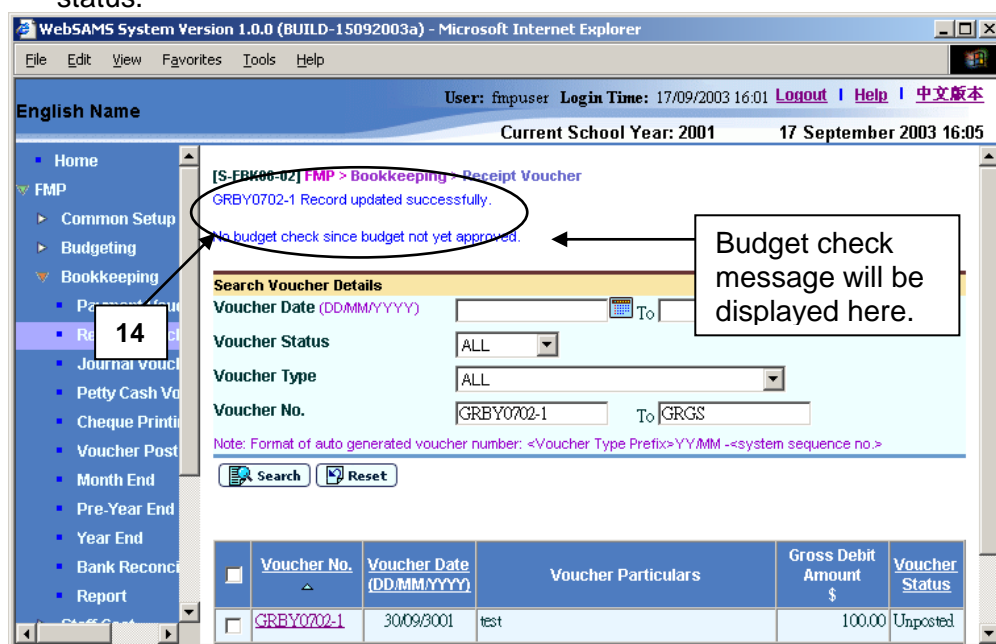 status.
WebSAMS System Version 1.0.0 (BUILD-15092003a) - Microsoft Internet Explorer
File Edit View Favorites Tools Help
English Name
User: fmpuser Login Time: 17/09/2003 16:01 Logout | Help | 中文版本
Current School Year: 2001 17 September 2003 16:05
Home
FMP
Common Setup
Budgeting
Bookkeeping
Journal Voucl
Petty Cash Vo
Cheque Printi
Voucher Post
Month End
Pre-Year End
Year End
Bank Reconci
Report
14
[S-FBK06-02] FMP > Bookkeeping > Receipt Voucher
GRBY0702-1 Record updated successfully.
No budget check since budget not yet approved.
Budget check
message will be
displayed here.
Search Voucher Details
Voucher Date (DD/MM/YYYY) To
Voucher Status ALL
Voucher Type ALL
Voucher No. GRBY0702-1 To GRGS
Note: Format of auto generated voucher number: <Voucher Type Prefix>YY/MM -<system sequence no.>
Search Reset
Voucher No. Voucher Date (DD/MM/YYYY) Voucher Particulars Gross Debit Amount $ Voucher Status
GRBY0702-1 30/09/3001 test 100.00 Unposted